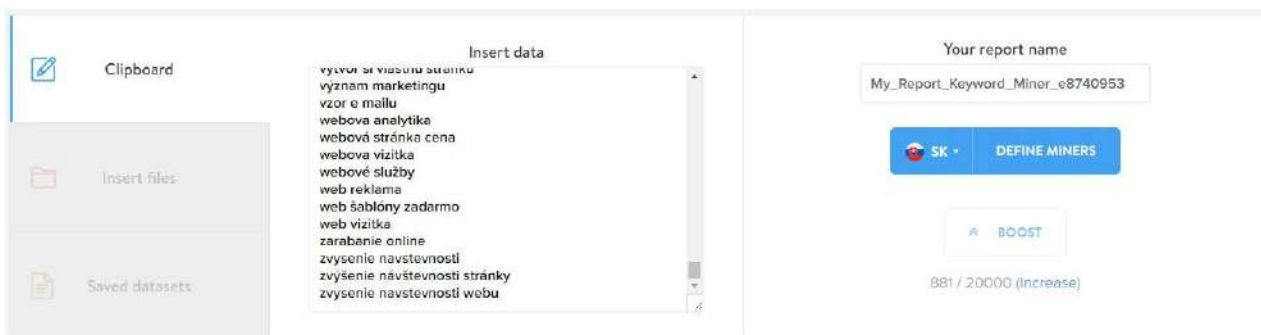 Clipboard
Insert files
Saved datasets
Insert data
vytvor si vlastnú stránku
význam marketingu
vzor e mailu
webova analytika
webová stránka cena
webova vizitka
webové služby
web reklama
web šablóny zadarmo
web vizitka
zarabanie online
zvysenie navstevnosti
zvýšenie návštevnosti stránky
zvysenie navstevnosti webu
Your report name
My_Report_Keyword_Miner_e8740953
SK
DEFINE MINERS
BOOST
881 / 20000 (Increase)